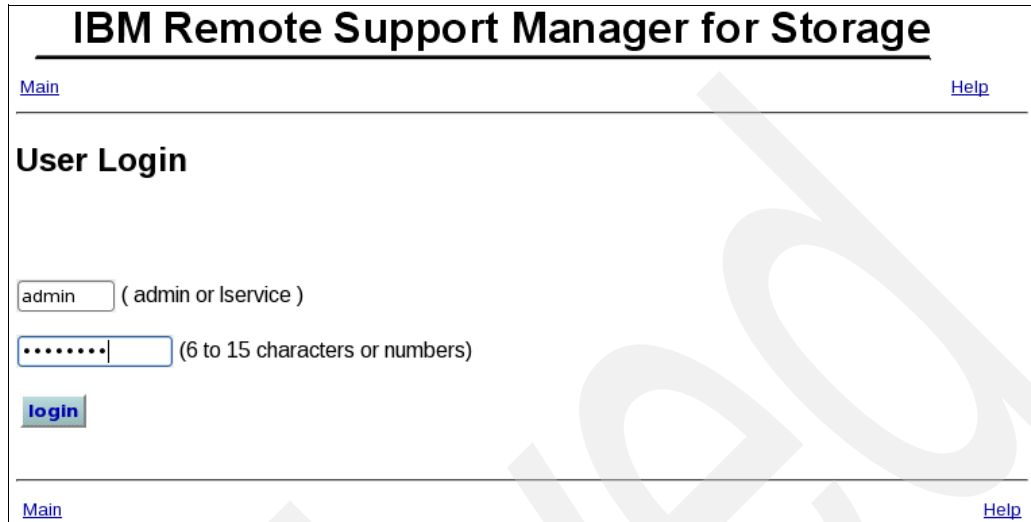 IBM Remote Support Manager for Storage
Main Help
User Login
admin ( admin or lservice )
•••••••• (6 to 15 characters or numbers)
login
Main Help